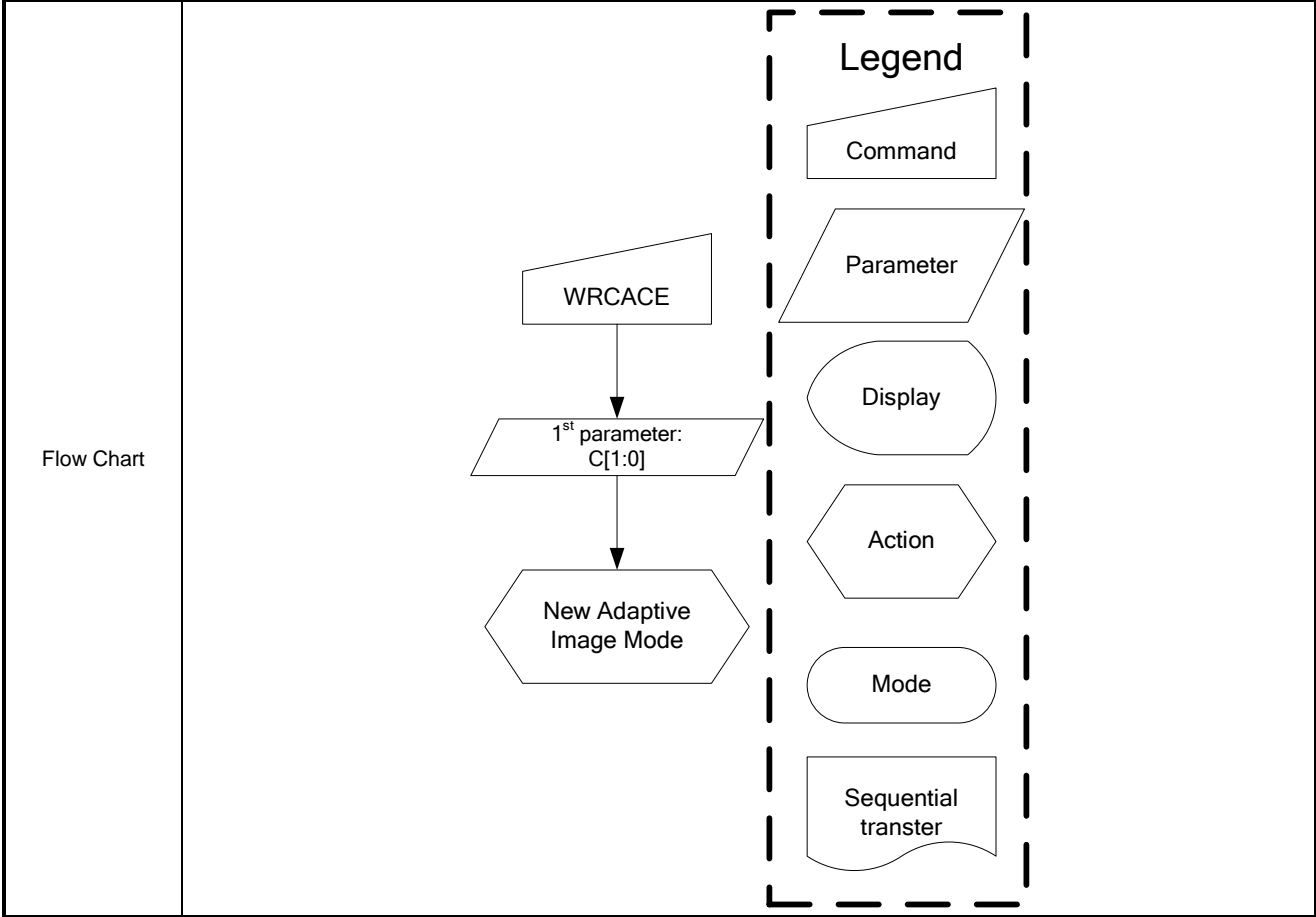 Flow Chart
WRCACE
1st parameter:
C[1:0]
New Adaptive
Image Mode
Legend
Command
Parameter
Display
Action
Mode
Sequential
transter